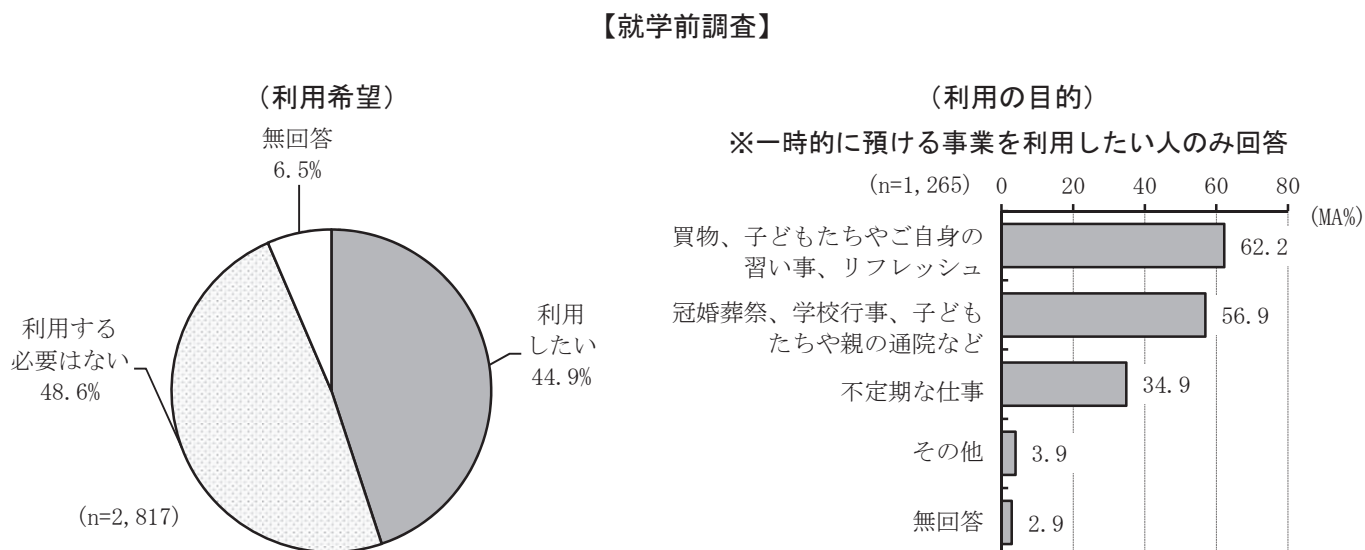 【就学前調査】
（利用希望）
無回答
6.5%
利用
したい
44.9%
利用する
必要はない
48.6%
(n=2,817)
（利用の目的）
※一時的に預ける事業を利用したい人のみ回答
(n=1,265)
0 20 40 60 80
(MA%)
買物、子どもたちやご自身の
習い事、リフレッシュ
62.2
冠婚葬祭、学校行事、子ども
たちや親の通院など
56.9
不定期な仕事
34.9
その他
3.9
無回答
2.9